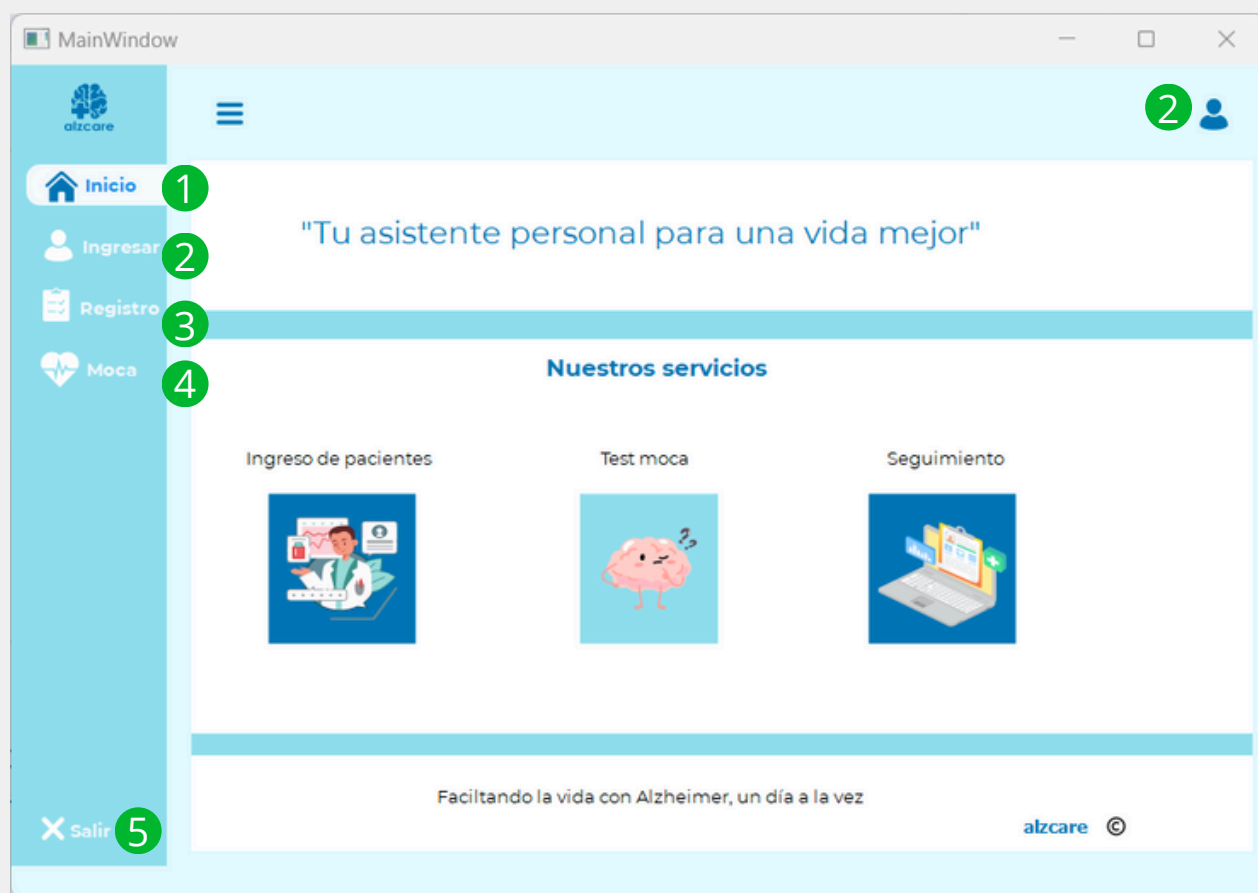 MainWindow
alzcare
2
Inicio 1
"Tu asistente personal para una vida mejor"
Ingresar 2
Registro 3
Moca 4
Nuestros servicios
Ingreso de pacientes Test moca Seguimiento
??
Faciltando la vida con Alzheimer, un día a la vez
Salir 5
alzcare ©